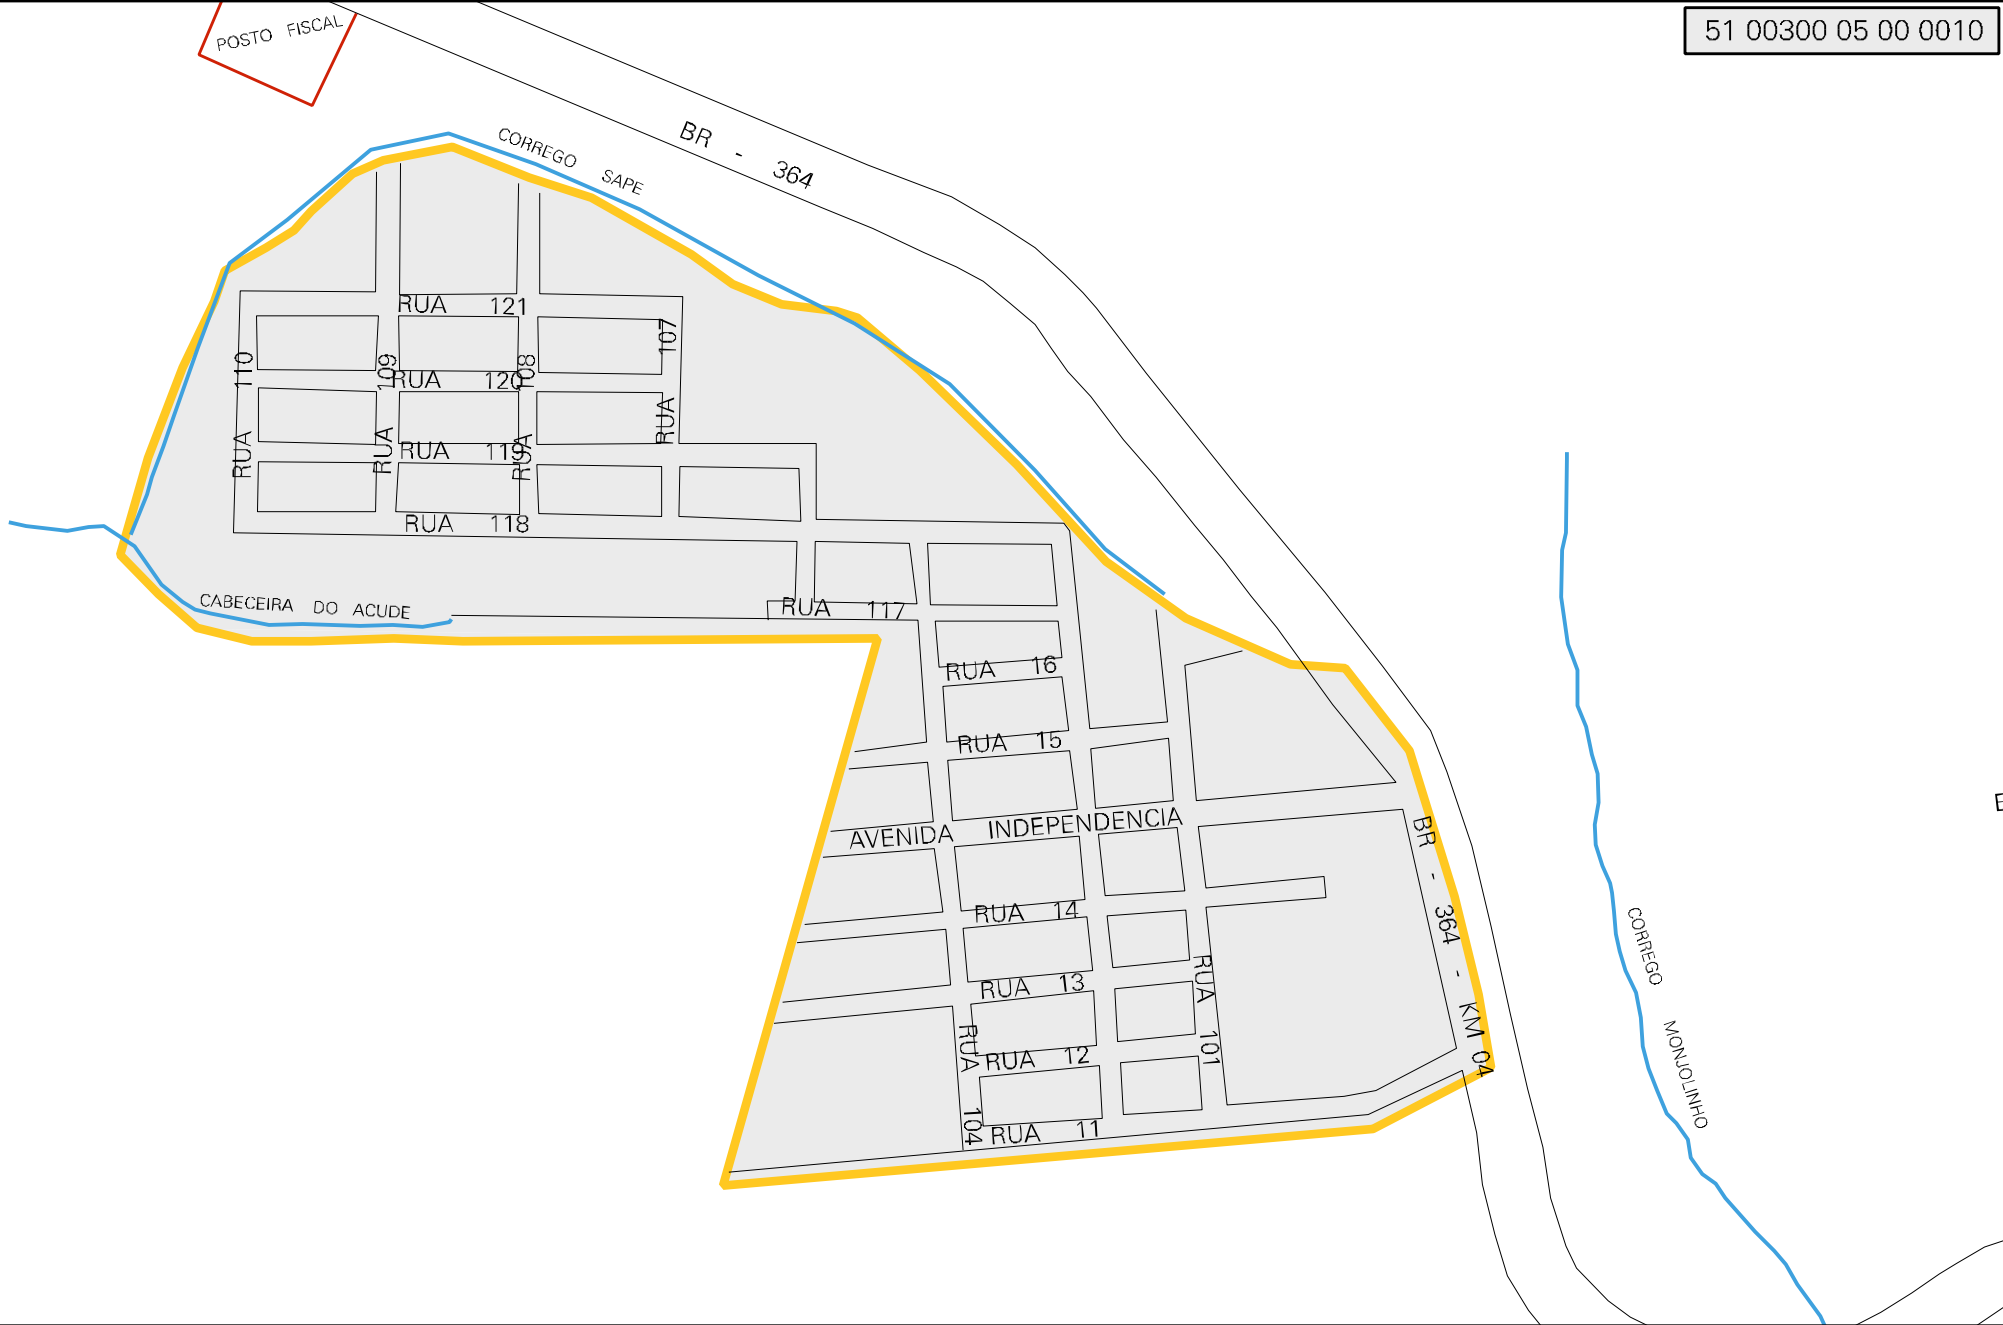 POSTO FISCAL
51 00300 05 00 0010
BR - 364
CORREGO SAPE
RUA 121
RUA 110
RUA 109
RUA 108
RUA 107
RUA 120
RUA 119
RUA 118
CABECEIRA DO ACUDE
RUA 117
RUA 16
RUA 15
AVENIDA INDEPENDENCIA
RUA 14
RUA 13
RUA 12
RUA 11
RUA 104
RUA 101
BR - 364 - KM 04
CORREGO MONJOLINHO